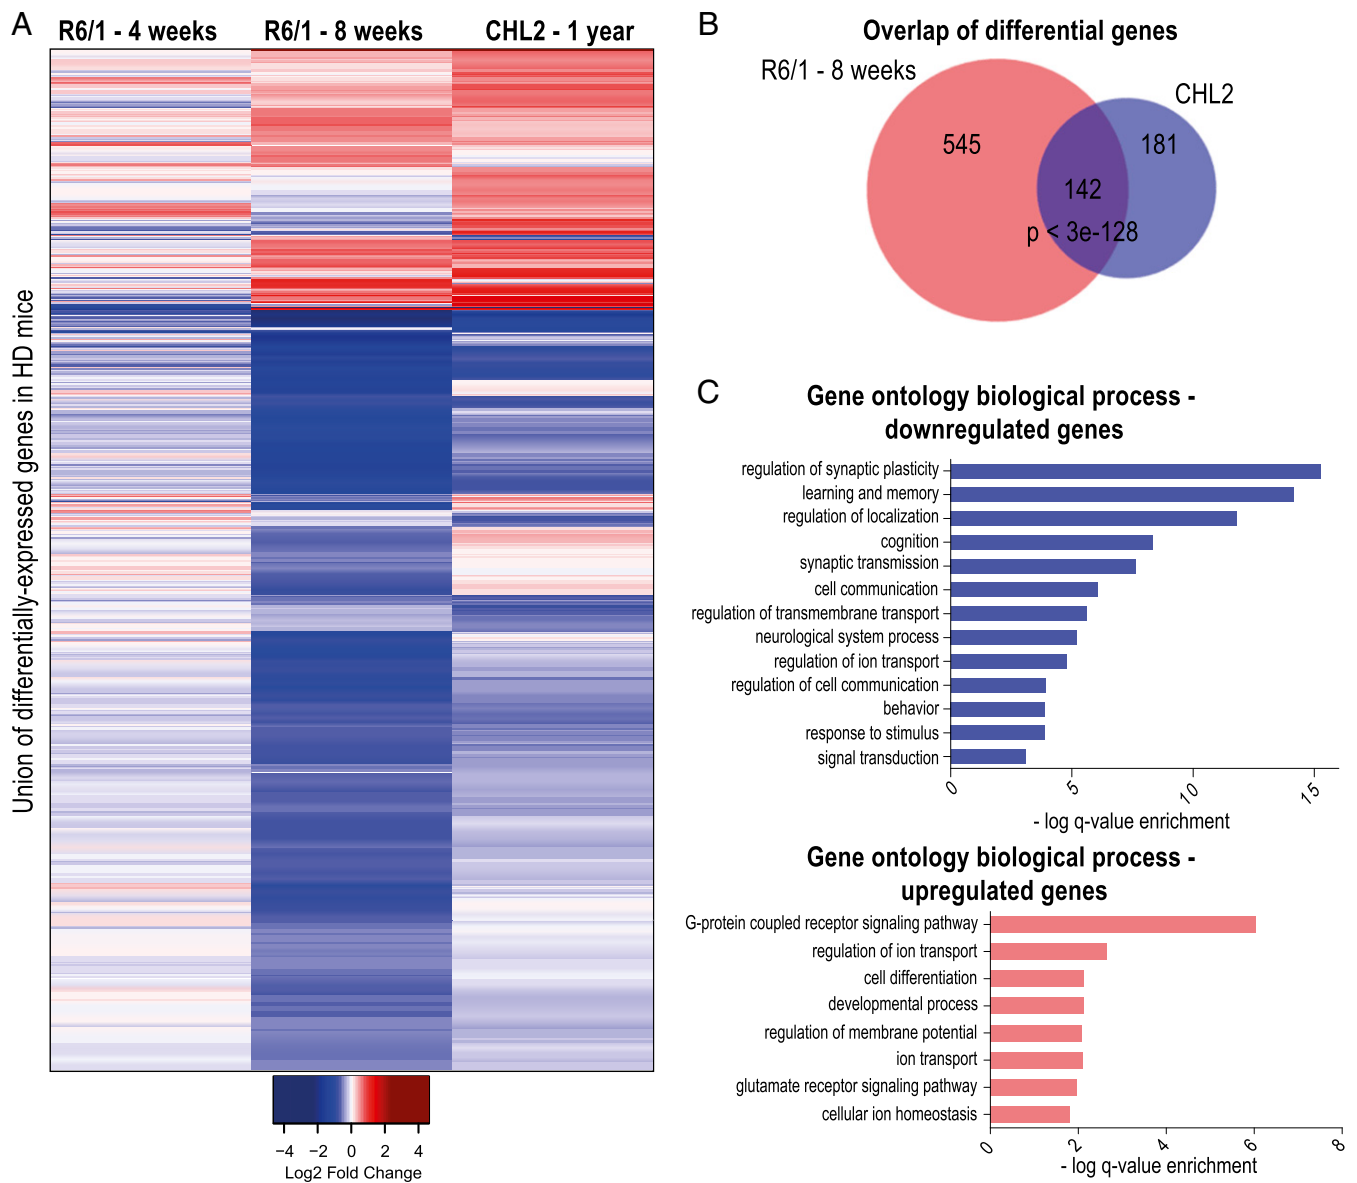 A
R6/1 - 4 weeks
R6/1 - 8 weeks
CHL2 - 1 year
Union of differentially-expressed genes in HD mice
−4 −2 0 2 4
Log2 Fold Change
B
Overlap of differential genes
R6/1 - 8 weeks
CHL2
545
181
142
p < 3e-128
C
Gene ontology biological process -
downregulated genes
regulation of synaptic plasticity
learning and memory
regulation of localization
cognition
synaptic transmission
cell communication
regulation of transmembrane transport
neurological system process
regulation of ion transport
regulation of cell communication
behavior
response to stimulus
signal transduction
0 5 10 15
- log q-value enrichment
Gene ontology biological process -
upregulated genes
G-protein coupled receptor signaling pathway
regulation of ion transport
cell differentiation
developmental process
regulation of membrane potential
ion transport
glutamate receptor signaling pathway
cellular ion homeostasis
0 2 4 6 8
- log q-value enrichment